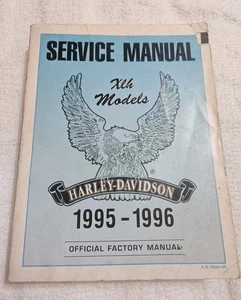 SERVICE MANUAL
Xlh
Models
HARLEY-DAVIDSON
1995-1996
OFFICIAL FACTORY MANUAL